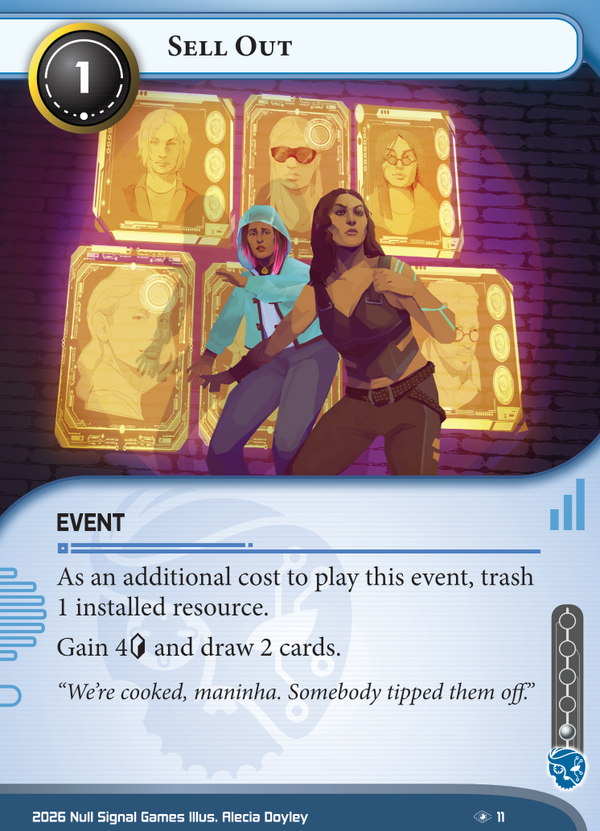 1
Sell Out
EVENT
As an additional cost to play this event, trash
1 installed resource.
Gain 4 and draw 2 cards.
“We’re cooked, maninha. Somebody tipped them off.”
2026 Null Signal Games Illus. Alecia Doyley
11